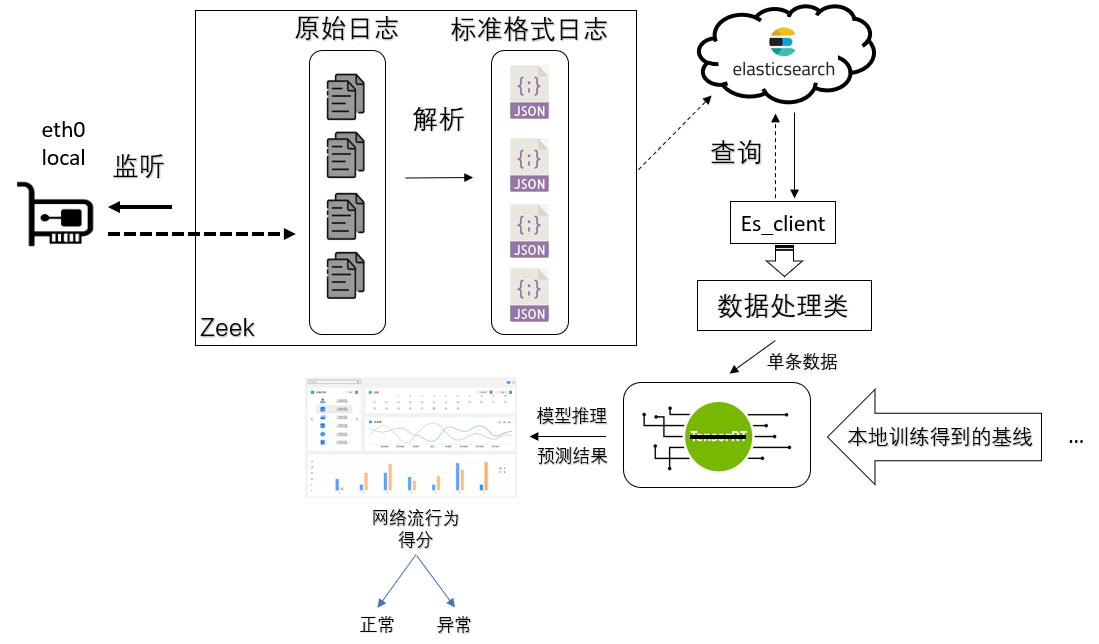 原始日志
标准格式日志
elasticsearch
eth0
local
监听
解析
查询
JSON
JSON
JSON
JSON
Es_client
Zeek
数据处理类
单条数据
模型推理
预测结果
TensorRT
本地训练得到的基线
...
网络流行为
得分
正常
异常